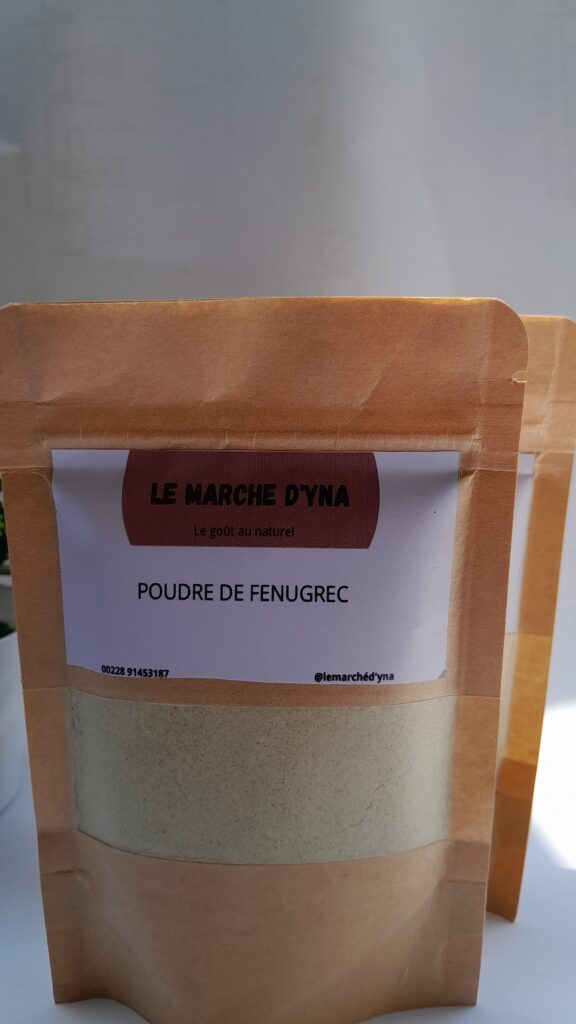 LE MARCHE D'YNA
Le goût au naturel
POUDRE DE FENUGREC
00228 91453187
@lemarchéd'yna